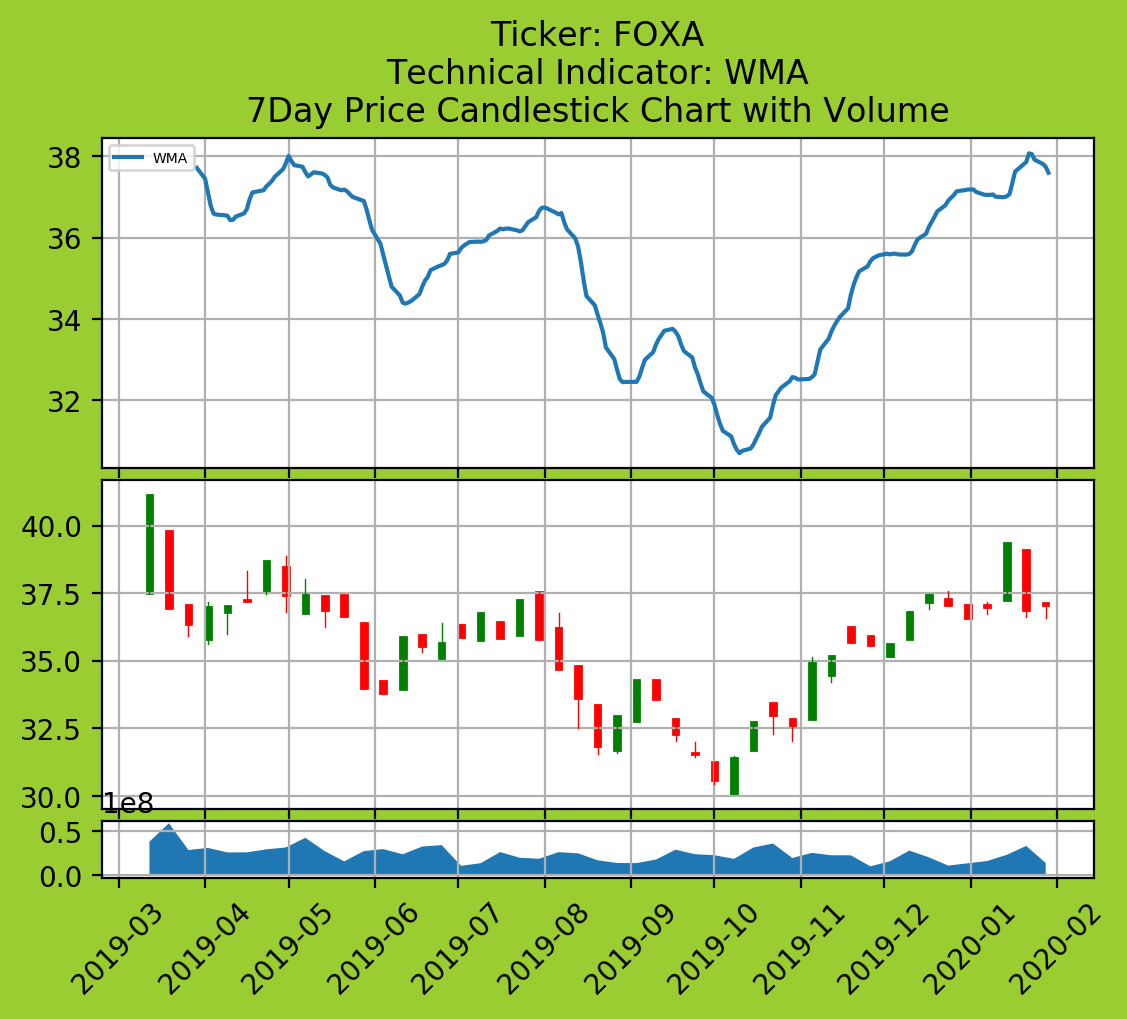 Ticker: FOXA
Technical Indicator: WMA
7Day Price Candlestick Chart with Volume
WMA
38
36
34
32
40.0
37.5
35.0
32.5
30.0
1e8
0.5
0.0
2019-03 2019-04 2019-05 2019-06 2019-07 2019-08 2019-09 2019-10 2019-11 2019-12 2020-01 2020-02